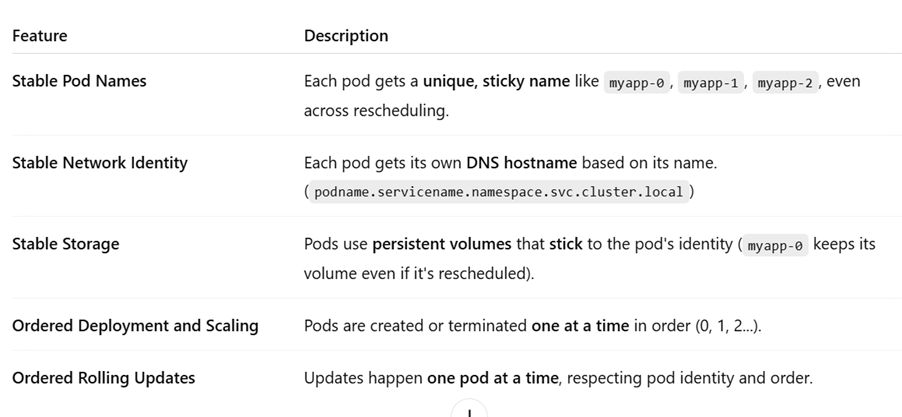 Feature Description
Stable Pod Names Each pod gets a unique, sticky name like myapp-0, myapp-1, myapp-2, even
across rescheduling.
Stable Network Identity Each pod gets its own DNS hostname based on its name.
(podname.servicename.namespace.svc.cluster.local)
Stable Storage Pods use persistent volumes that stick to the pod's identity (myapp-0 keeps its
volume even if it's rescheduled).
Ordered Deployment and Scaling Pods are created or terminated one at a time in order (0, 1, 2...).
Ordered Rolling Updates Updates happen one pod at a time, respecting pod identity and order.